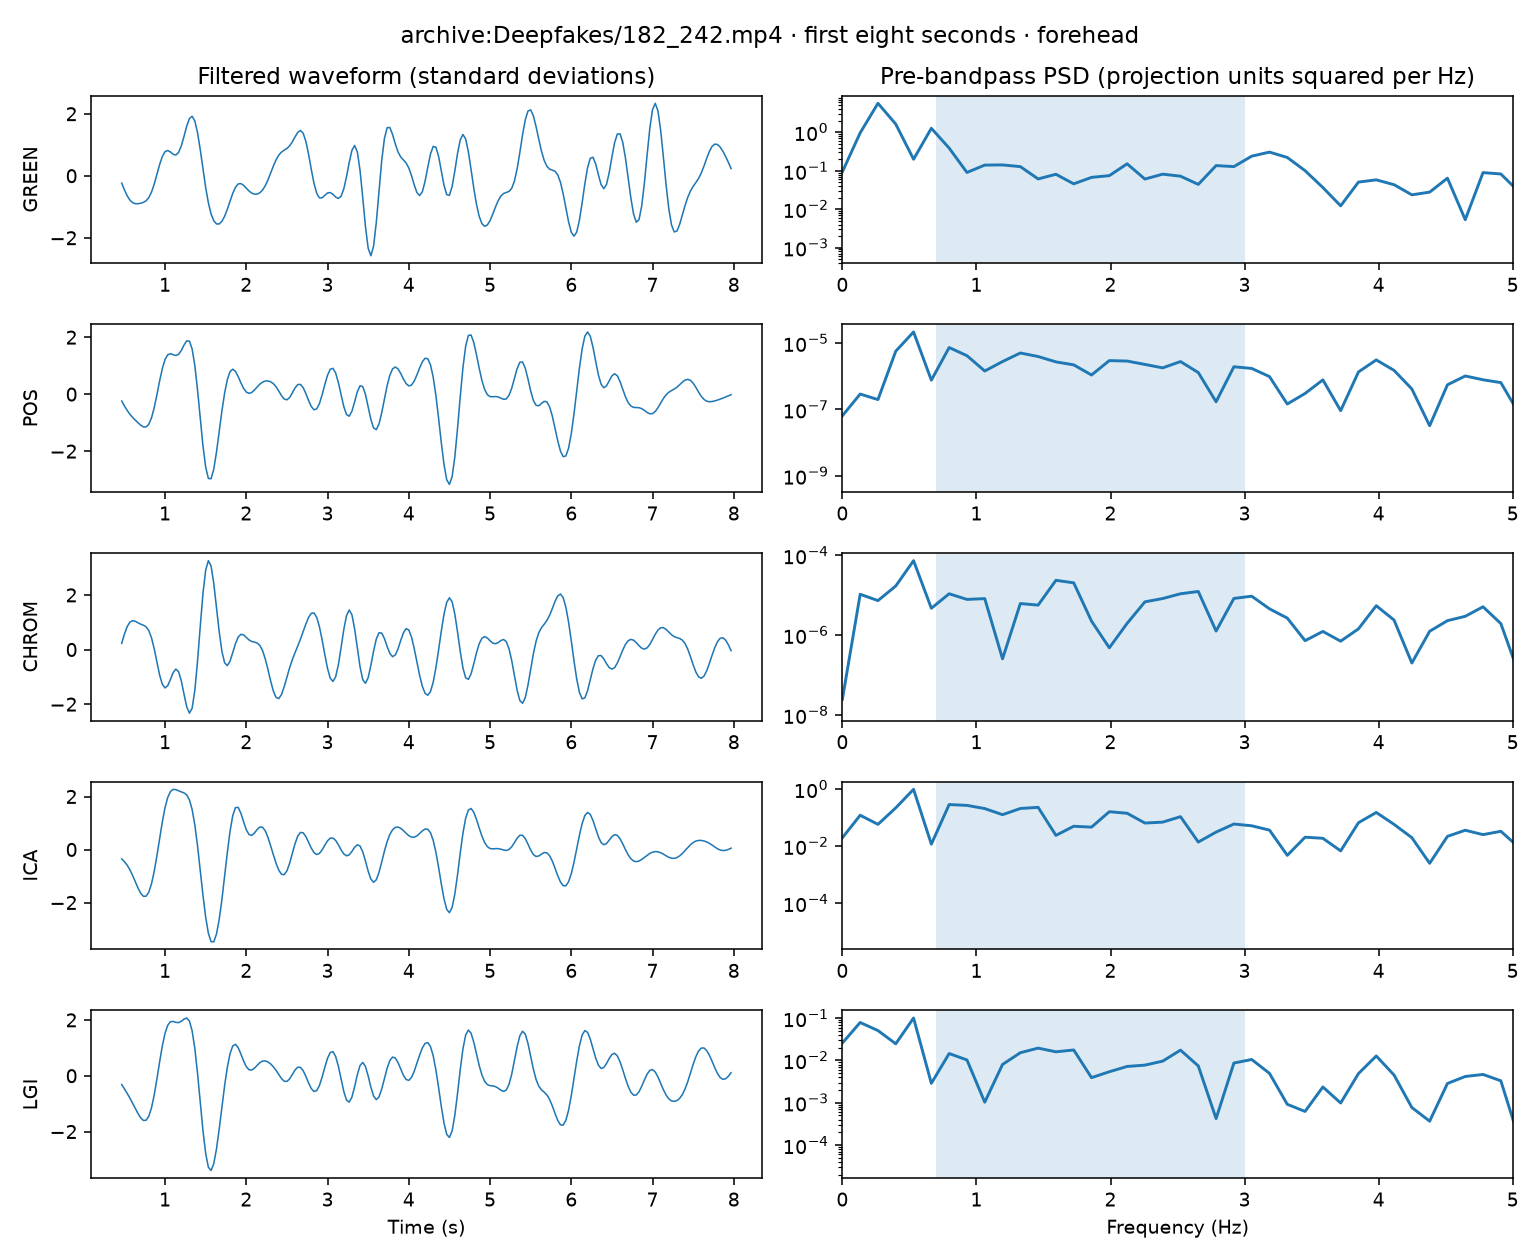 archive:Deepfakes/182_242.mp4 · first eight seconds · forehead
Filtered waveform (standard deviations)
Pre-bandpass PSD (projection units squared per Hz)
GREEN
2
0
−2
1 2 3 4 5 6 7 8
10⁰
10⁻¹
10⁻²
10⁻³
0 1 2 3 4 5
POS
2
0
−2
1 2 3 4 5 6 7 8
10⁻⁵
10⁻⁷
10⁻⁹
0 1 2 3 4 5
CHROM
2
0
−2
1 2 3 4 5 6 7 8
10⁻⁴
10⁻⁶
10⁻⁸
0 1 2 3 4 5
ICA
2
0
−2
1 2 3 4 5 6 7 8
10⁰
10⁻²
10⁻⁴
0 1 2 3 4 5
LGI
2
0
−2
1 2 3 4 5 6 7 8
Time (s)
10⁻¹
10⁻²
10⁻³
10⁻⁴
0 1 2 3 4 5
Frequency (Hz)